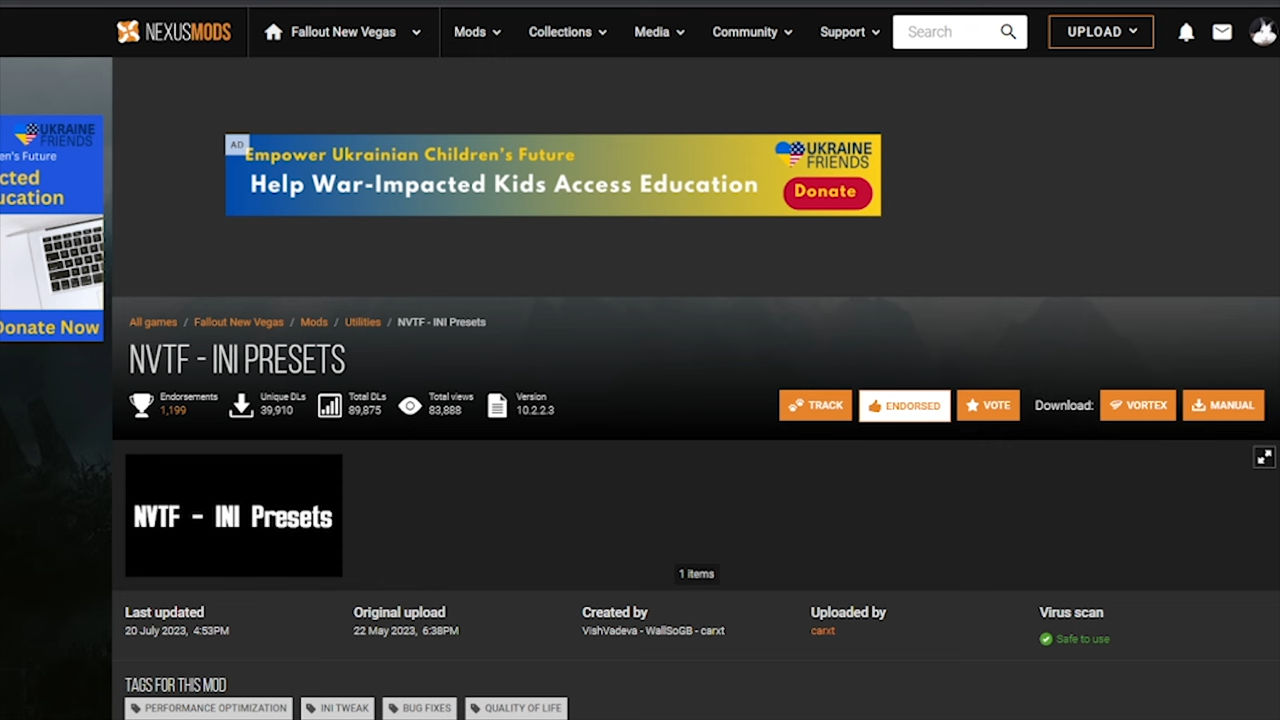 NEXUSMODS
Fallout New Vegas
Mods
Collections
Media
Community
Support
Search
UPLOAD
UKRAINE
FRIENDS
en's Future
cted
ucation
Donate Now
AD
Empower Ukrainian Children's Future
Help War-Impacted Kids Access Education
UKRAINE
FRIENDS
Donate
All games / Fallout New Vegas / Mods / Utilities / NVTF - INI Presets
NVTF - INI PRESETS
Endorsements
1,199
Unique DLs
39,910
Total DLs
89,875
Total views
83,888
Version
10.2.2.3
TRACK
ENDORSED
VOTE
Download:
VORTEX
MANUAL
NVTF - INI Presets
1 items
Last updated
20 July 2023, 4:53PM
Original upload
22 May 2023, 6:38PM
Created by
VishVadeva - WallSoGB - carxt
Uploaded by
carxt
Virus scan
Safe to use
TAGS FOR THIS MOD
PERFORMANCE OPTIMIZATION
INI TWEAK
BUG FIXES
QUALITY OF LIFE